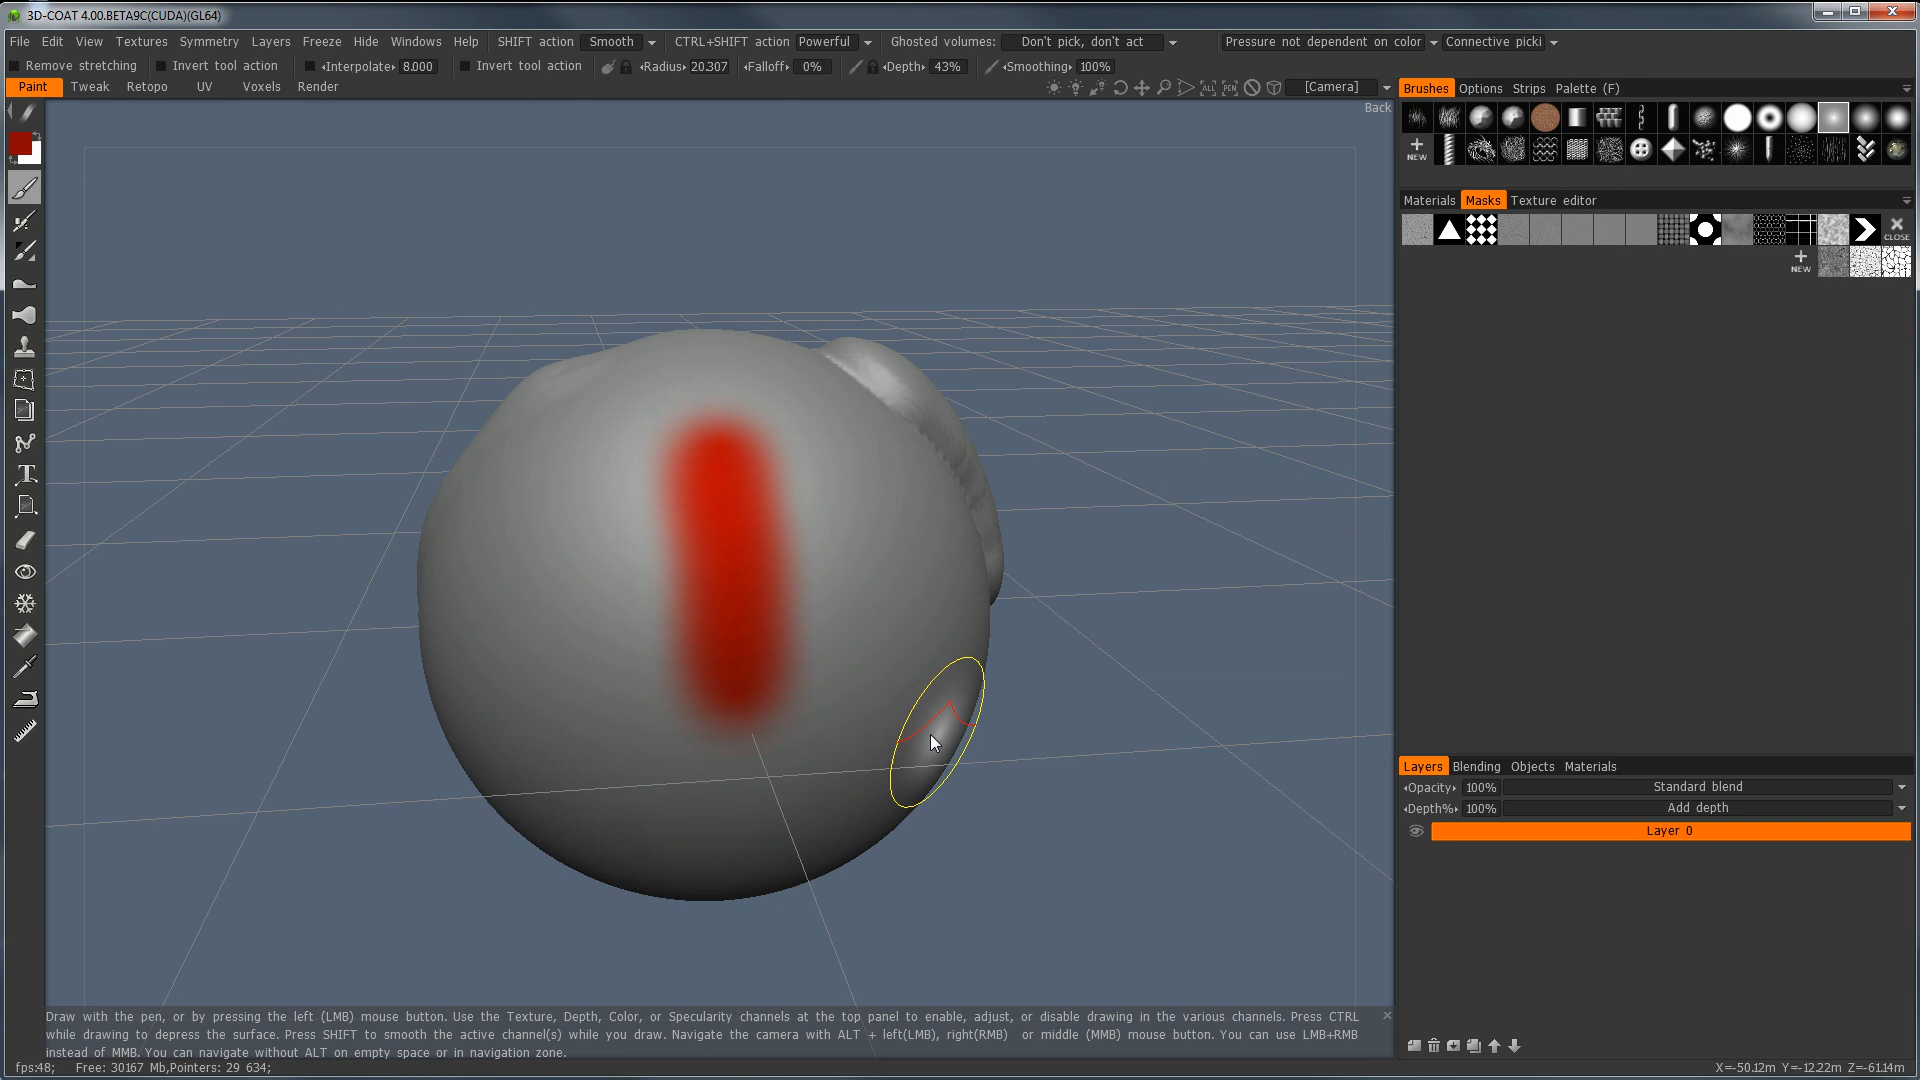 3D-COAT 4.00.BETA9C(CUDA)(GL64)
File Edit View Textures Symmetry Layers Freeze Hide Windows Help SHIFT action Smooth CTRL+SHIFT action Powerful Ghosted volumes: Don't pick, don't act Pressure not dependent on color Connective picki
Remove stretching Invert tool action Interpolate 8.000 Invert tool action Radius 20.307 Falloff 0% Depth 43% Smoothing 100%
Paint Tweak Retopo UV Voxels Render ALL PEN [Camera] Brushes Options Strips Palette (F)
Back
NEW
Materials Masks Texture editor
CLOSE
NEW
Layers Blending Objects Materials
Opacity 100% Standard blend
Depth% 100% Add depth
Layer 0
Draw with the pen, or by pressing the left (LMB) mouse button. Use the Texture, Depth, Color, or Specularity channels at the top panel to enable, adjust, or disable drawing in the various channels. Press CTRL
while drawing to depress the surface. Press SHIFT to smooth the active channel(s) while you draw. Navigate the camera with ALT + left(LMB), right(RMB) or middle (MMB) mouse button. You can use LMB+RMB
instead of MMB. You can navigate without ALT on empty space or in navigation zone.
fps:48; Free: 30167 Mb,Pointers: 29 634; X=-50.12m Y=-12.22m Z=-61.14m